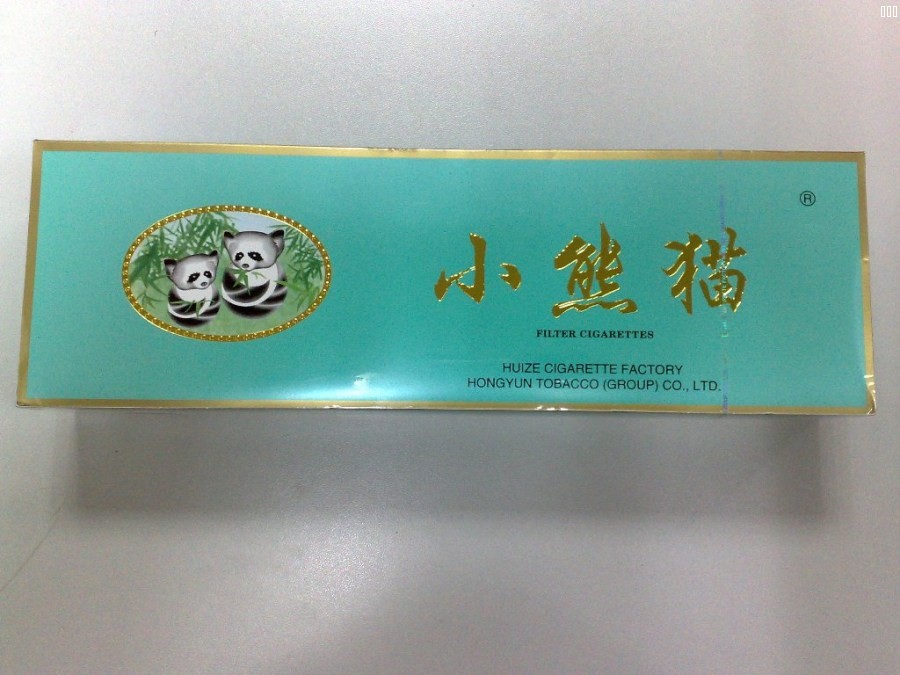 ®
小熊猫
FILTER CIGARETTES
HUIZE CIGARETTE FACTORY
HONGYUN TOBACCO (GROUP) CO., LTD.